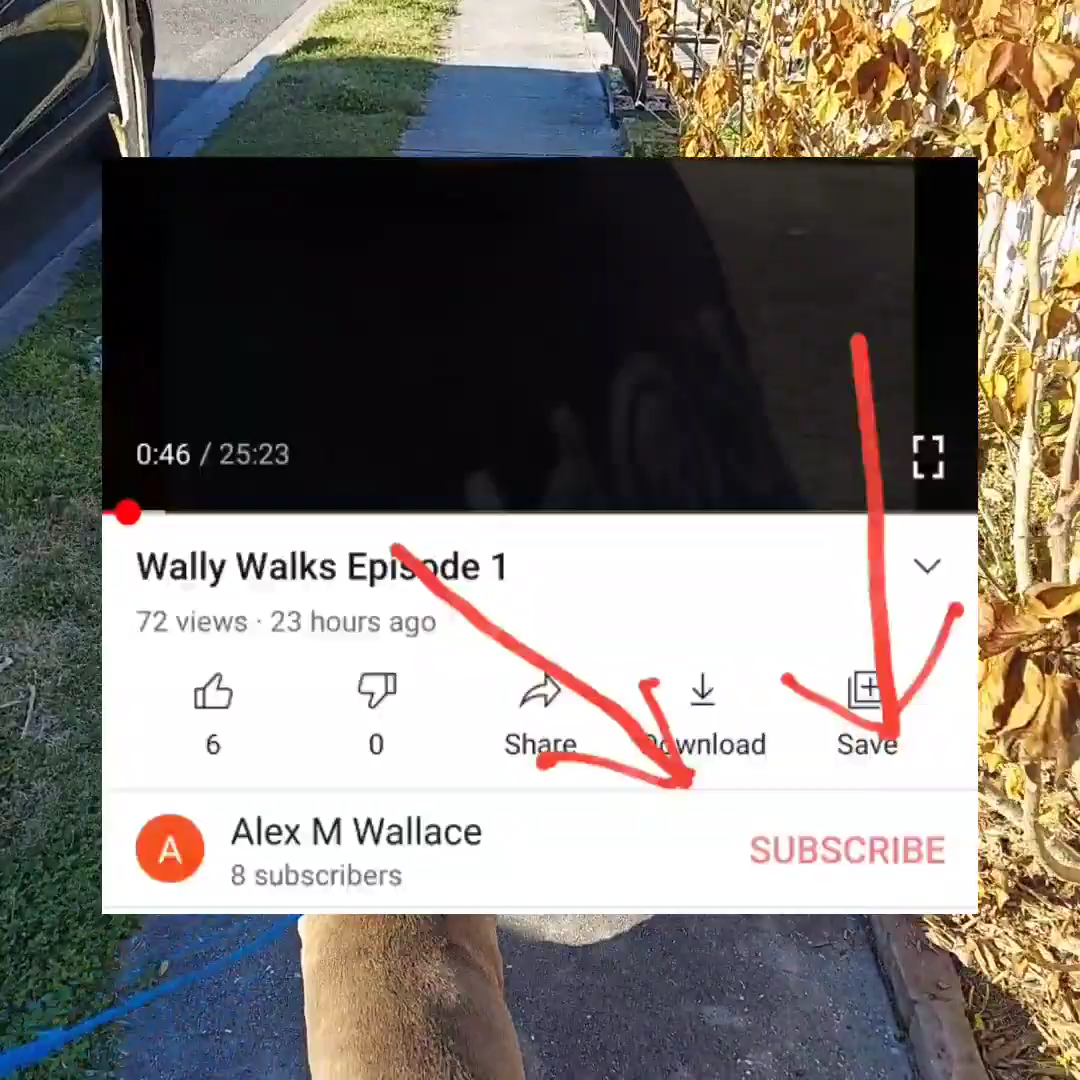 0:46 / 25:23
Wally Walks Episode 1
72 views · 23 hours ago
6 0 Share Download Save
A Alex M Wallace SUBSCRIBE
8 subscribers